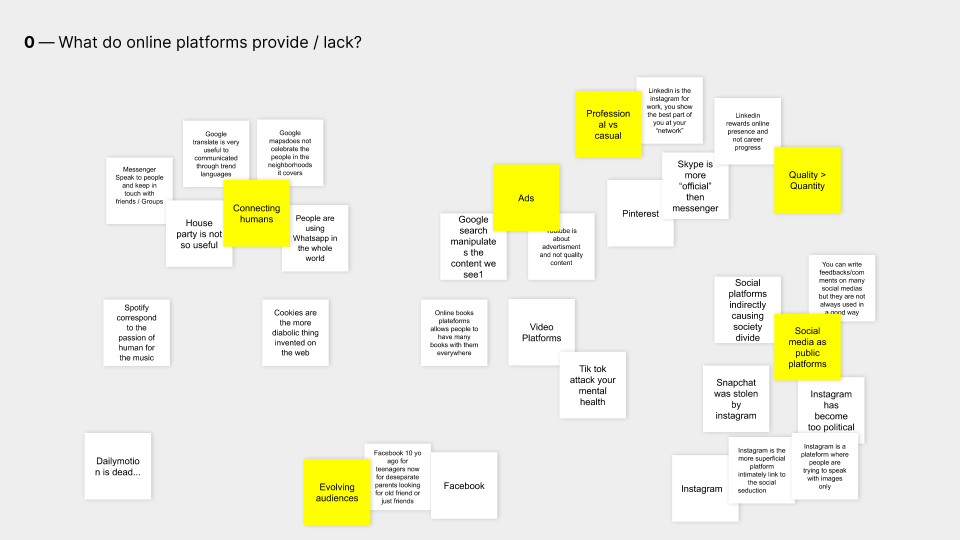 0 — What do online platforms provide / lack?
Messenger
Speak to people
and keep in
touch with
friends / Groups
Google
translate is very
useful to
communicated
through trend
languages
Google
mapsdoes not
celebrate the
people in the
neighborhoods
it covers
Connecting
humans
House
party is not
so useful
People are
using
Whatsapp in
the whole
world
Ads
Google
search
manipulate
s the
content we
see1
Youtube is
about
advertisment
and not quality
content
Profession
al vs
casual
Linkedin is the
instagram for
work, you show
the best part of
you at your
"network"
Linkedin
rewards online
presence and
not career
progress
Quality >
Quantity
Skype is
more
“official”
then
messenger
Pinterest
Spotify
correspond
to the
passion of
human for
the music
Cookies are
the more
diabolic thing
invented on
the web
Online books
plateforms
allows people to
have many
books with them
everywhere
Video
Platforms
Tik tok
attack your
mental
health
Social
platforms
indirectly
causing
society
divide
You can write
feedbacks/com
ments on many
social medias
but they are not
always used in
a good way
Social
media as
public
platforms
Snapchat
was stolen
by
instagram
Instagram
has
become
too political
Instagram
Instagram is the
more superficial
platform
intimately link to
the social
seduction
Instagram is a
plateform where
people are
trying to speak
with images
only
Dailymotio
n is dead...
Evolving
audiences
Facebook 10 yo
ago for
teenagers now
for deseparate
parents looking
for old friend or
just friends
Facebook